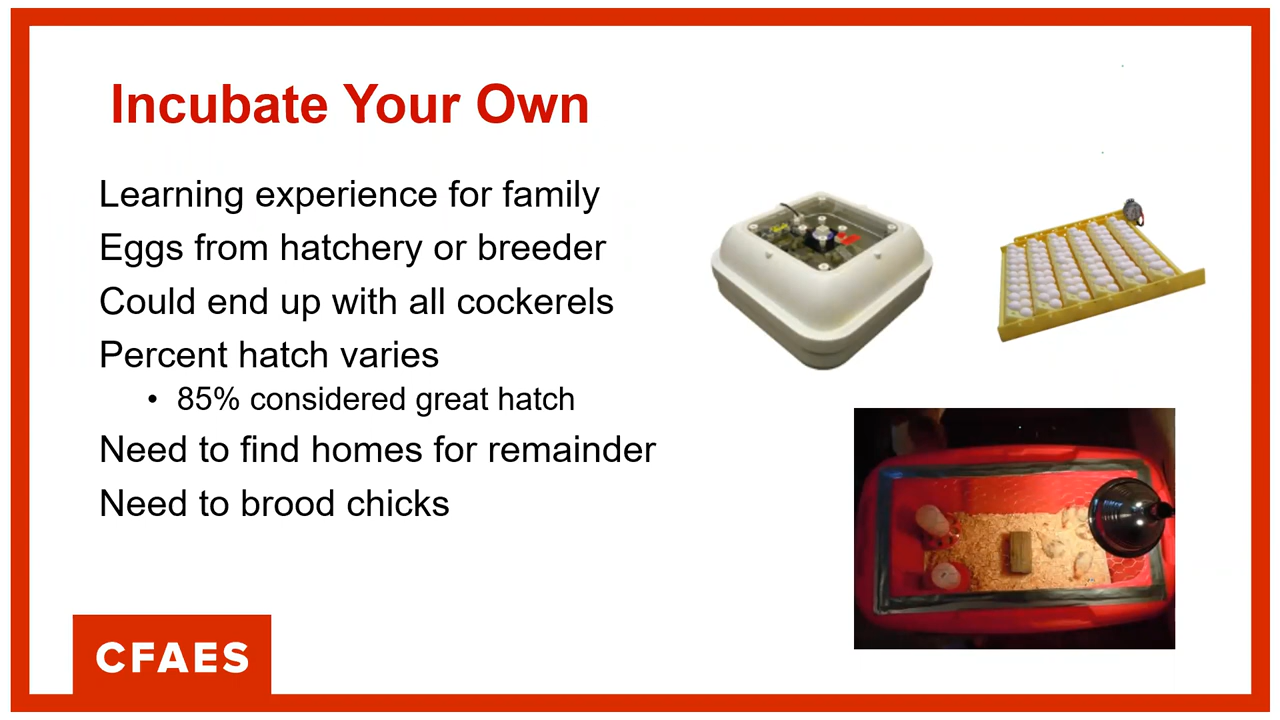 Incubate Your Own
Learning experience for family
Eggs from hatchery or breeder
Could end up with all cockerels
Percent hatch varies
• 85% considered great hatch
Need to find homes for remainder
Need to brood chicks
CFAES